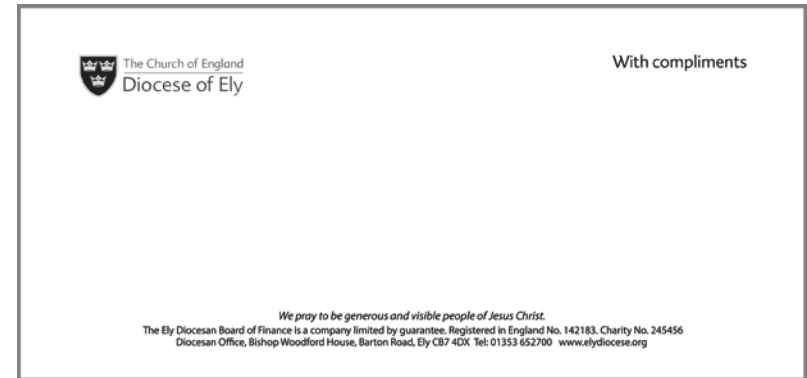 The Church of England
Diocese of Ely
With compliments
We pray to be generous and visible people of Jesus Christ.
The Ely Diocesan Board of Finance is a company limited by guarantee. Registered in England No. 142183. Charity No. 245456
Diocesan Office, Bishop Woodford House, Barton Road, Ely CB7 4DX Tel: 01353 652700 www.elydiocese.org